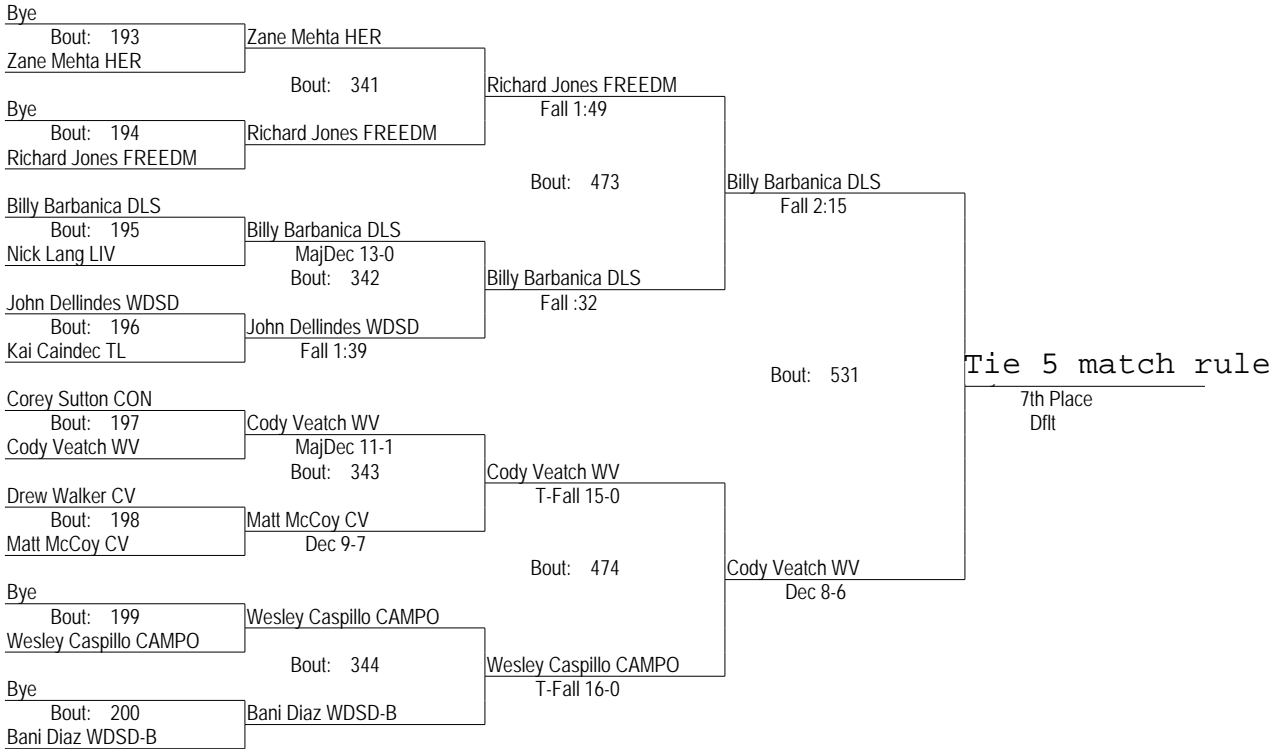 Bye
Bout: 193
Zane Mehta HER
Zane Mehta HER
Bout: 341
Richard Jones FREEDM
Fall 1:49
Bye
Bout: 194
Richard Jones FREEDM
Richard Jones FREEDM
Bout: 473
Billy Barbanica DLS
Fall 2:15
Billy Barbanica DLS
Bout: 195
Nick Lang LIV
Billy Barbanica DLS
MajDec 13-0
Bout: 342
Billy Barbanica DLS
Fall :32
John Dellindes WDSD
Bout: 196
Kai Caindec TL
John Dellindes WDSD
Fall 1:39
Bout: 531
Tie 5 match rule
7th Place
Dflt
Corey Sutton CON
Bout: 197
Cody Veatch WV
Cody Veatch WV
MajDec 11-1
Bout: 343
Cody Veatch WV
T-Fall 15-0
Drew Walker CV
Bout: 198
Matt McCoy CV
Matt McCoy CV
Dec 9-7
Bout: 474
Cody Veatch WV
Dec 8-6
Bye
Bout: 199
Wesley Caspillo CAMPO
Wesley Caspillo CAMPO
Bout: 344
Wesley Caspillo CAMPO
T-Fall 16-0
Bye
Bout: 200
Bani Diaz WDSD-B
Bani Diaz WDSD-B